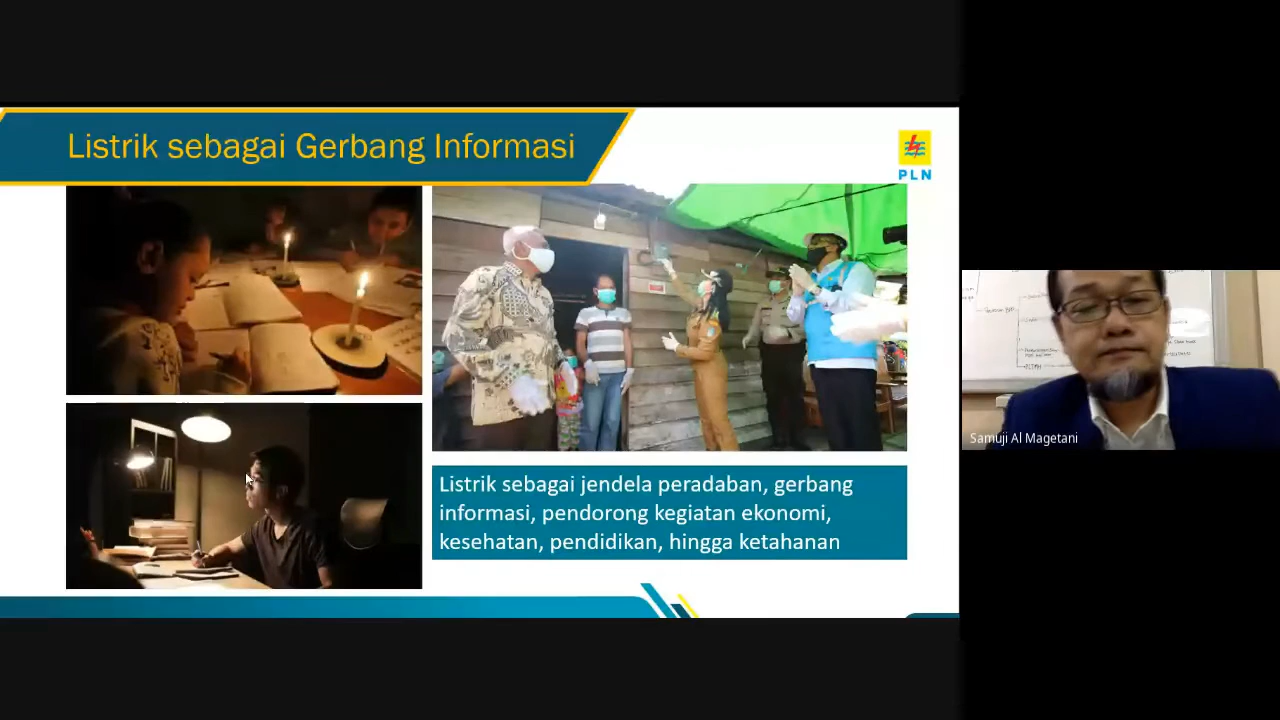 Listrik sebagai Gerbang Informasi
PLN
Listrik sebagai jendela peradaban, gerbang
informasi, pendorong kegiatan ekonomi,
kesehatan, pendidikan, hingga ketahanan
Samuji Al Magetani